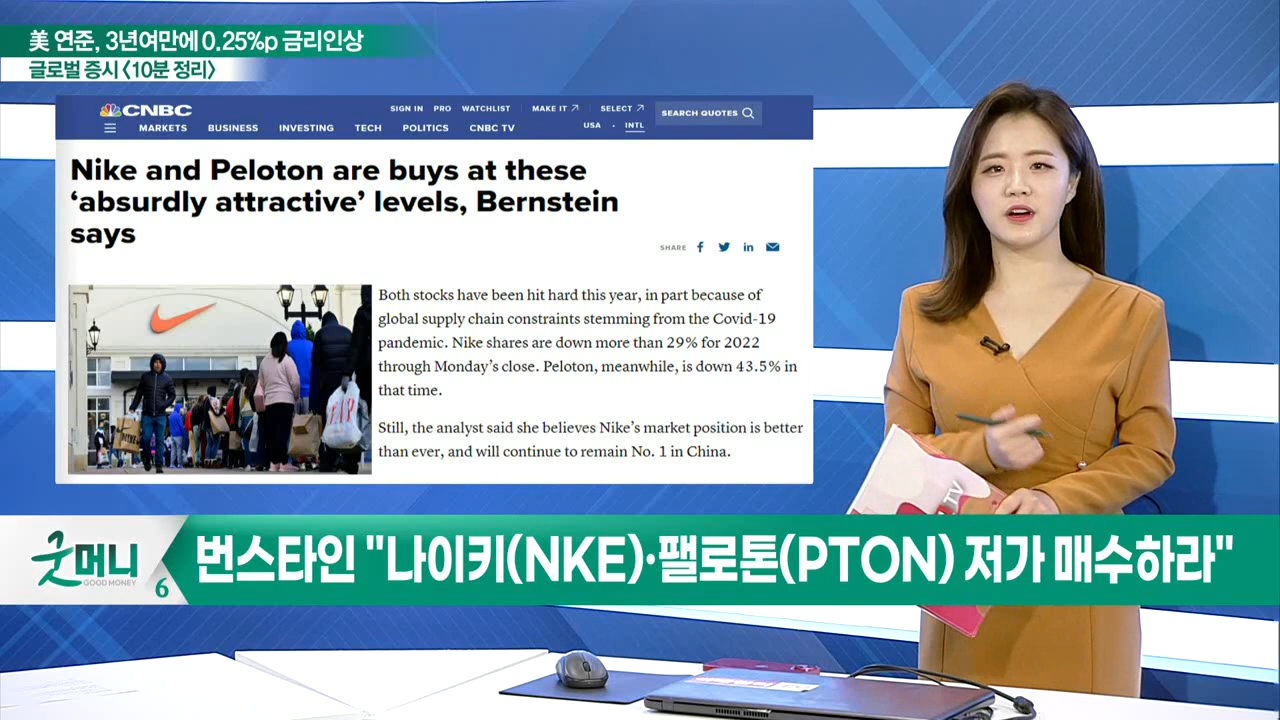 美 연준, 3년여만에 0.25%p 금리인상
글로벌 증시 <10분 정리>
CNBC
SIGN IN PRO WATCHLIST MAKE IT SELECT
SEARCH QUOTES
MARKETS BUSINESS INVESTING TECH POLITICS CNBC TV
USA · INTL
Nike and Peloton are buys at these
‘absurdly attractive’ levels, Bernstein
says
SHARE
Both stocks have been hit hard this year, in part because of
global supply chain constraints stemming from the Covid-19
pandemic. Nike shares are down more than 29% for 2022
through Monday’s close. Peloton, meanwhile, is down 43.5% in
that time.
Still, the analyst said she believes Nike’s market position is better
than ever, and will continue to remain No. 1 in China.
GAP
TV
굿머니
GOOD MONEY
6
번스타인 "나이키(NKE)·팰로톤(PTON) 저가 매수하라"